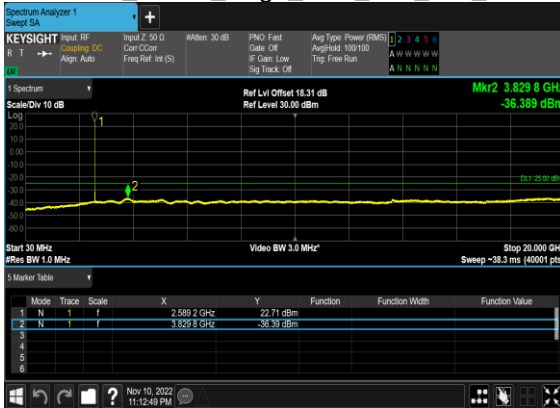 Spectrum Analyzer 1
Swept SA
+
KEYSIGHT
R T
Input: RF
Coupling: DC
Align: Auto
Input Z: 50 Ω
Corr CCorr
Freq Ref: Int (S)
#Atten: 30 dB
PNO: Fast
Gate: Off
IF Gain: Low
Sig Track: Off
Avg Type: Power (RMS)
Avg|Hold: 100/100
Trig: Free Run
1 2 3 4 5 6
A W W W W W
A N N N N N
1 Spectrum
Scale/Div 10 dB
Ref Lvl Offset 18.31 dB
Ref Level 30.00 dBm
Mkr2 3.829 8 GHz
-36.389 dBm
Log
20.0
10.0
0.00
-10.0
-20.0
-30.0
-40.0
-50.0
-60.0
1
2
DL1 -25.00 dBm
Start 30 MHz
#Res BW 1.0 MHz
Video BW 3.0 MHz*
Stop 20.000 GH
Sweep ~38.3 ms (40001 pts
5 Marker Table
Mode Trace Scale X Y Function Function Width Function Value
1 N 1 f 2.589 2 GHz 22.71 dBm
2 N 1 f 3.829 8 GHz -36.39 dBm
3
4
5
6
?
Nov 10, 2022
11:12:49 PM